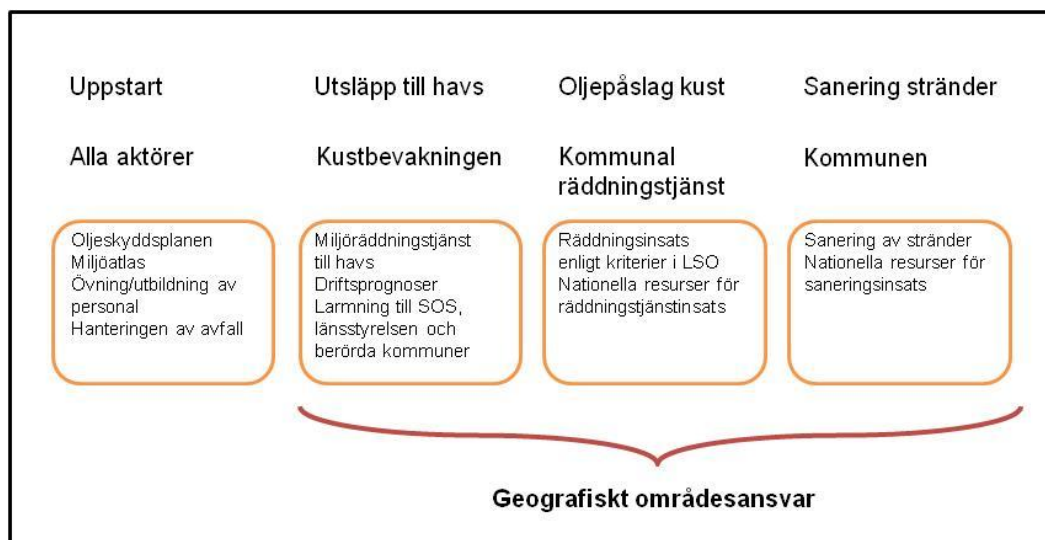 Uppstart
Utsläpp till havs
Oljepåslag kust
Sanering stränder
Alla aktörer
Kustbevakningen
Kommunal
räddningstjänst
Kommunen
Oljeskyddsplanen
Miljöatlas
Övning/utbildning av
personal
Hanteringen av avfall
Miljöräddningstjänst
till havs
Driftsprognoser
Larmning till SOS,
länsstyrelsen och
berörda kommuner
Räddningsinsats
enligt kriterier i LSO
Nationella resurser för
räddningstjänstinsats
Sanering av stränder
Nationella resurser för
saneringsinsats
Geografiskt områdesansvar